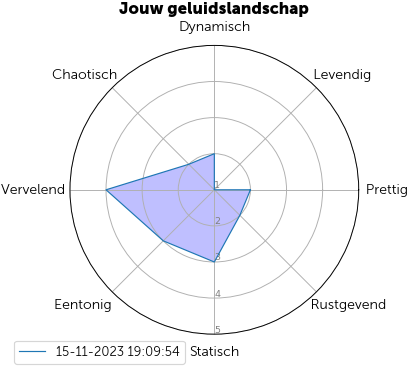 Jouw geluidslandschap
Dynamisch
Chaotisch
Levendig
Vervelend
1
Prettig
2
3
4
5
Eentonig
Rustgevend
15-11-2023 19:09:54
Statisch